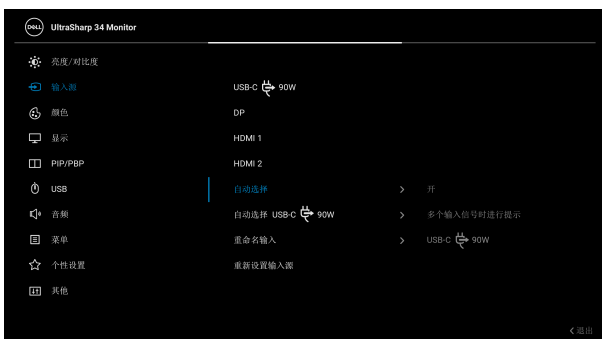 DELL UltraSharp 34 Monitor
亮度/对比度
输入源 USB-C 90W
颜色 DP
显示 HDMI 1
PIP/PBP HDMI 2
USB 自动选择 开
音频 自动选择 USB-C 90W 多个输入信号时进行提示
菜单 重命名输入 USB-C 90W
个性设置 重新设置输入源
其他
退出